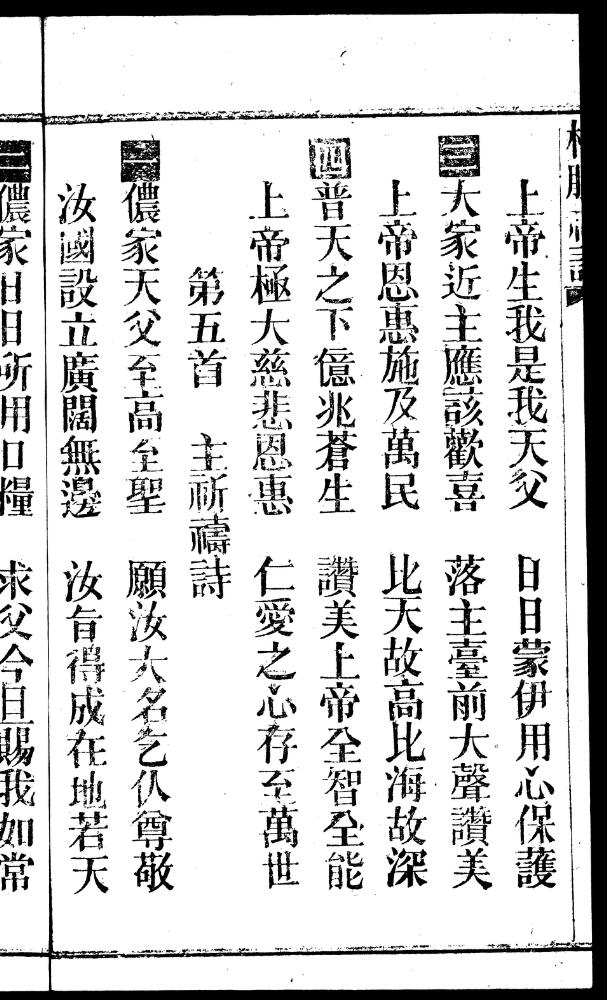 上帝生我是我天父　日日蒙伊用心保護
三大家近主應該歡喜　落主臺前大聲讚美
上帝恩惠施及萬民　比天故高比海故深
四普天之下億兆蒼生　讚美上帝全智全能
上帝極大慈悲恩惠　仁愛之心存至萬世
第五首　主祈禱詩
一儂家天父至高至聖　願汝大名乞仈尊敬
汝國設立廣闊無邊　汝旨得成在地若天
二儂家日日所用口糧　求父今旦賜我如常